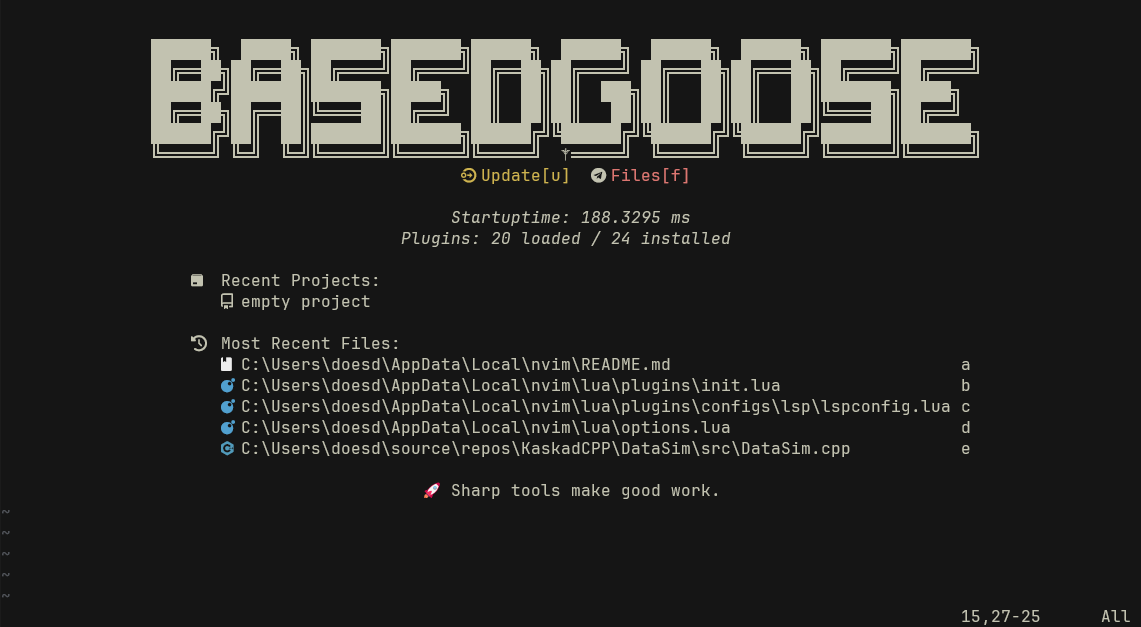 BASEDGOOSE
Update[u] Files[f]
Startuptime: 188.3295 ms
Plugins: 20 loaded / 24 installed
Recent Projects:
empty project
Most Recent Files:
C:\Users\doesd\AppData\Local\nvim\README.md a
C:\Users\doesd\AppData\Local\nvim\lua\plugins\init.lua b
C:\Users\doesd\AppData\Local\nvim\lua\plugins\configs\lsp\lspconfig.lua c
C:\Users\doesd\AppData\Local\nvim\lua\options.lua d
C:\Users\doesd\source\repos\KaskadCPP\DataSim\src\DataSim.cpp e
🚀 Sharp tools make good work.
~
~
~
~
~
15,27-25 All